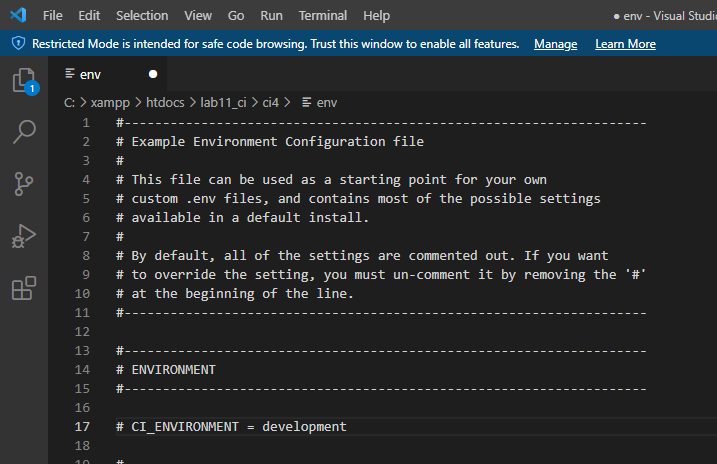 File Edit Selection View Go Run Terminal Help ● env - Visual Studio
Restricted Mode is intended for safe code browsing. Trust this window to enable all features. Manage Learn More
1
env ●
C: > xampp > htdocs > lab11_ci > ci4 > env
1 #---------------------------------------------------------------------
2 # Example Environment Configuration file
3 #
4 # This file can be used as a starting point for your own
5 # custom .env files, and contains most of the possible settings
6 # available in a default install.
7 #
8 # By default, all of the settings are commented out. If you want
9 # to override the setting, you must un-comment it by removing the '#'
10 # at the beginning of the line.
11 #---------------------------------------------------------------------
12
13 #---------------------------------------------------------------------
14 # ENVIRONMENT
15 #---------------------------------------------------------------------
16
17 # CI_ENVIRONMENT = development
18
19 #